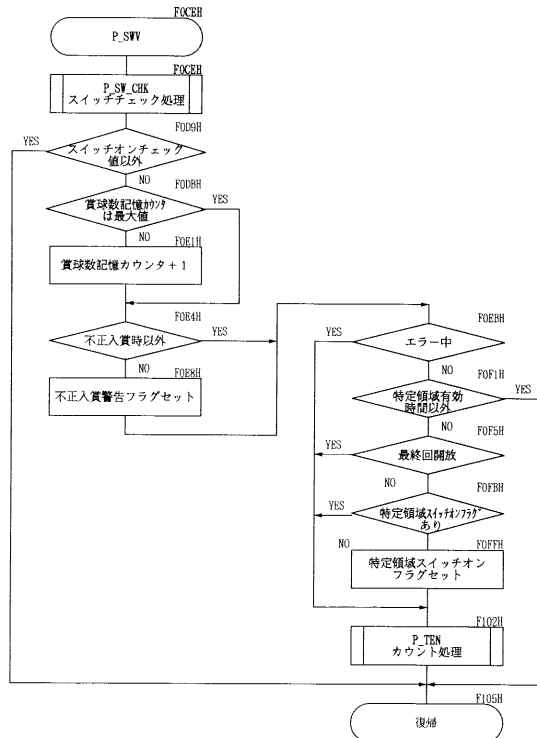 F0CEH
P_SWV
F0CEH
P_SW_CHK
スイッチチェック処理
F0D9H
YES
スイッチオンチェック
値以外
NO
F0DBH
賞球数記憶カウンタ
は最大値
YES
NO
F0E1H
賞球数記憶カウンタ+1
F0E4H
不正入賞時以外
YES
NO
F0E8H
不正入賞警告フラグセット
F0EBH
YES
エラー中
NO
F0F1H
特定領域有効
時間以外
YES
NO
F0F5H
YES
最終回開放
NO
F0FBH
YES
特定領域スイッチオンフラグ
あり
NO
F0FFH
特定領域スイッチオン
フラグセット
F102H
P_TEN
カウント処理
F105H
復帰